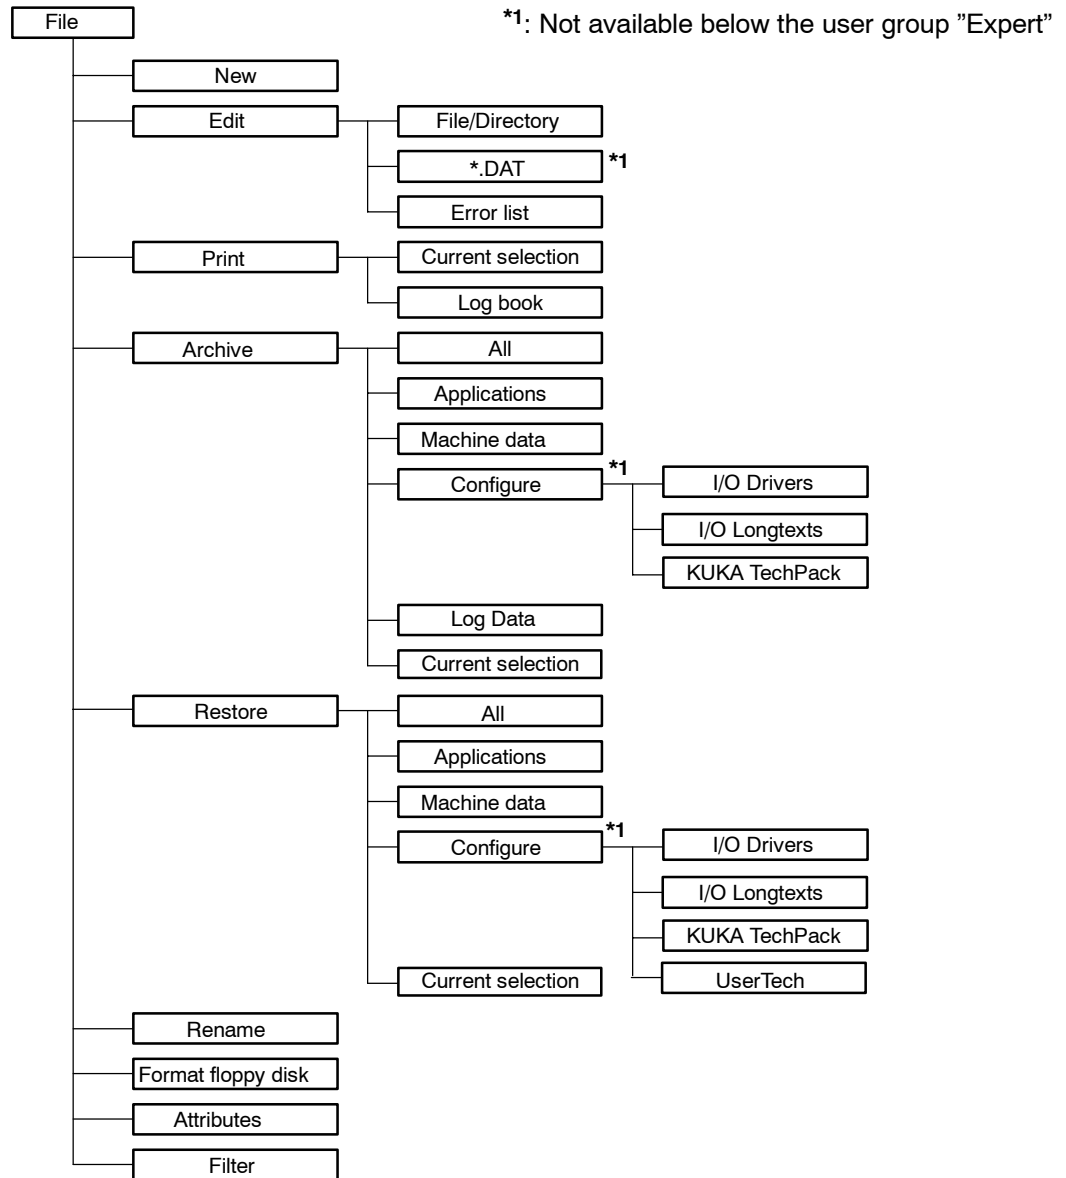 File
*1: Not available below the user group ”Expert”
New
Edit
File/Directory
*.DAT *1
Error list
Print
Current selection
Log book
Archive
All
Applications
Machine data
Configure *1
I/O Drivers
I/O Longtexts
KUKA TechPack
Log Data
Current selection
Restore
All
Applications
Machine data
Configure *1
I/O Drivers
I/O Longtexts
KUKA TechPack
UserTech
Current selection
Rename
Format floppy disk
Attributes
Filter